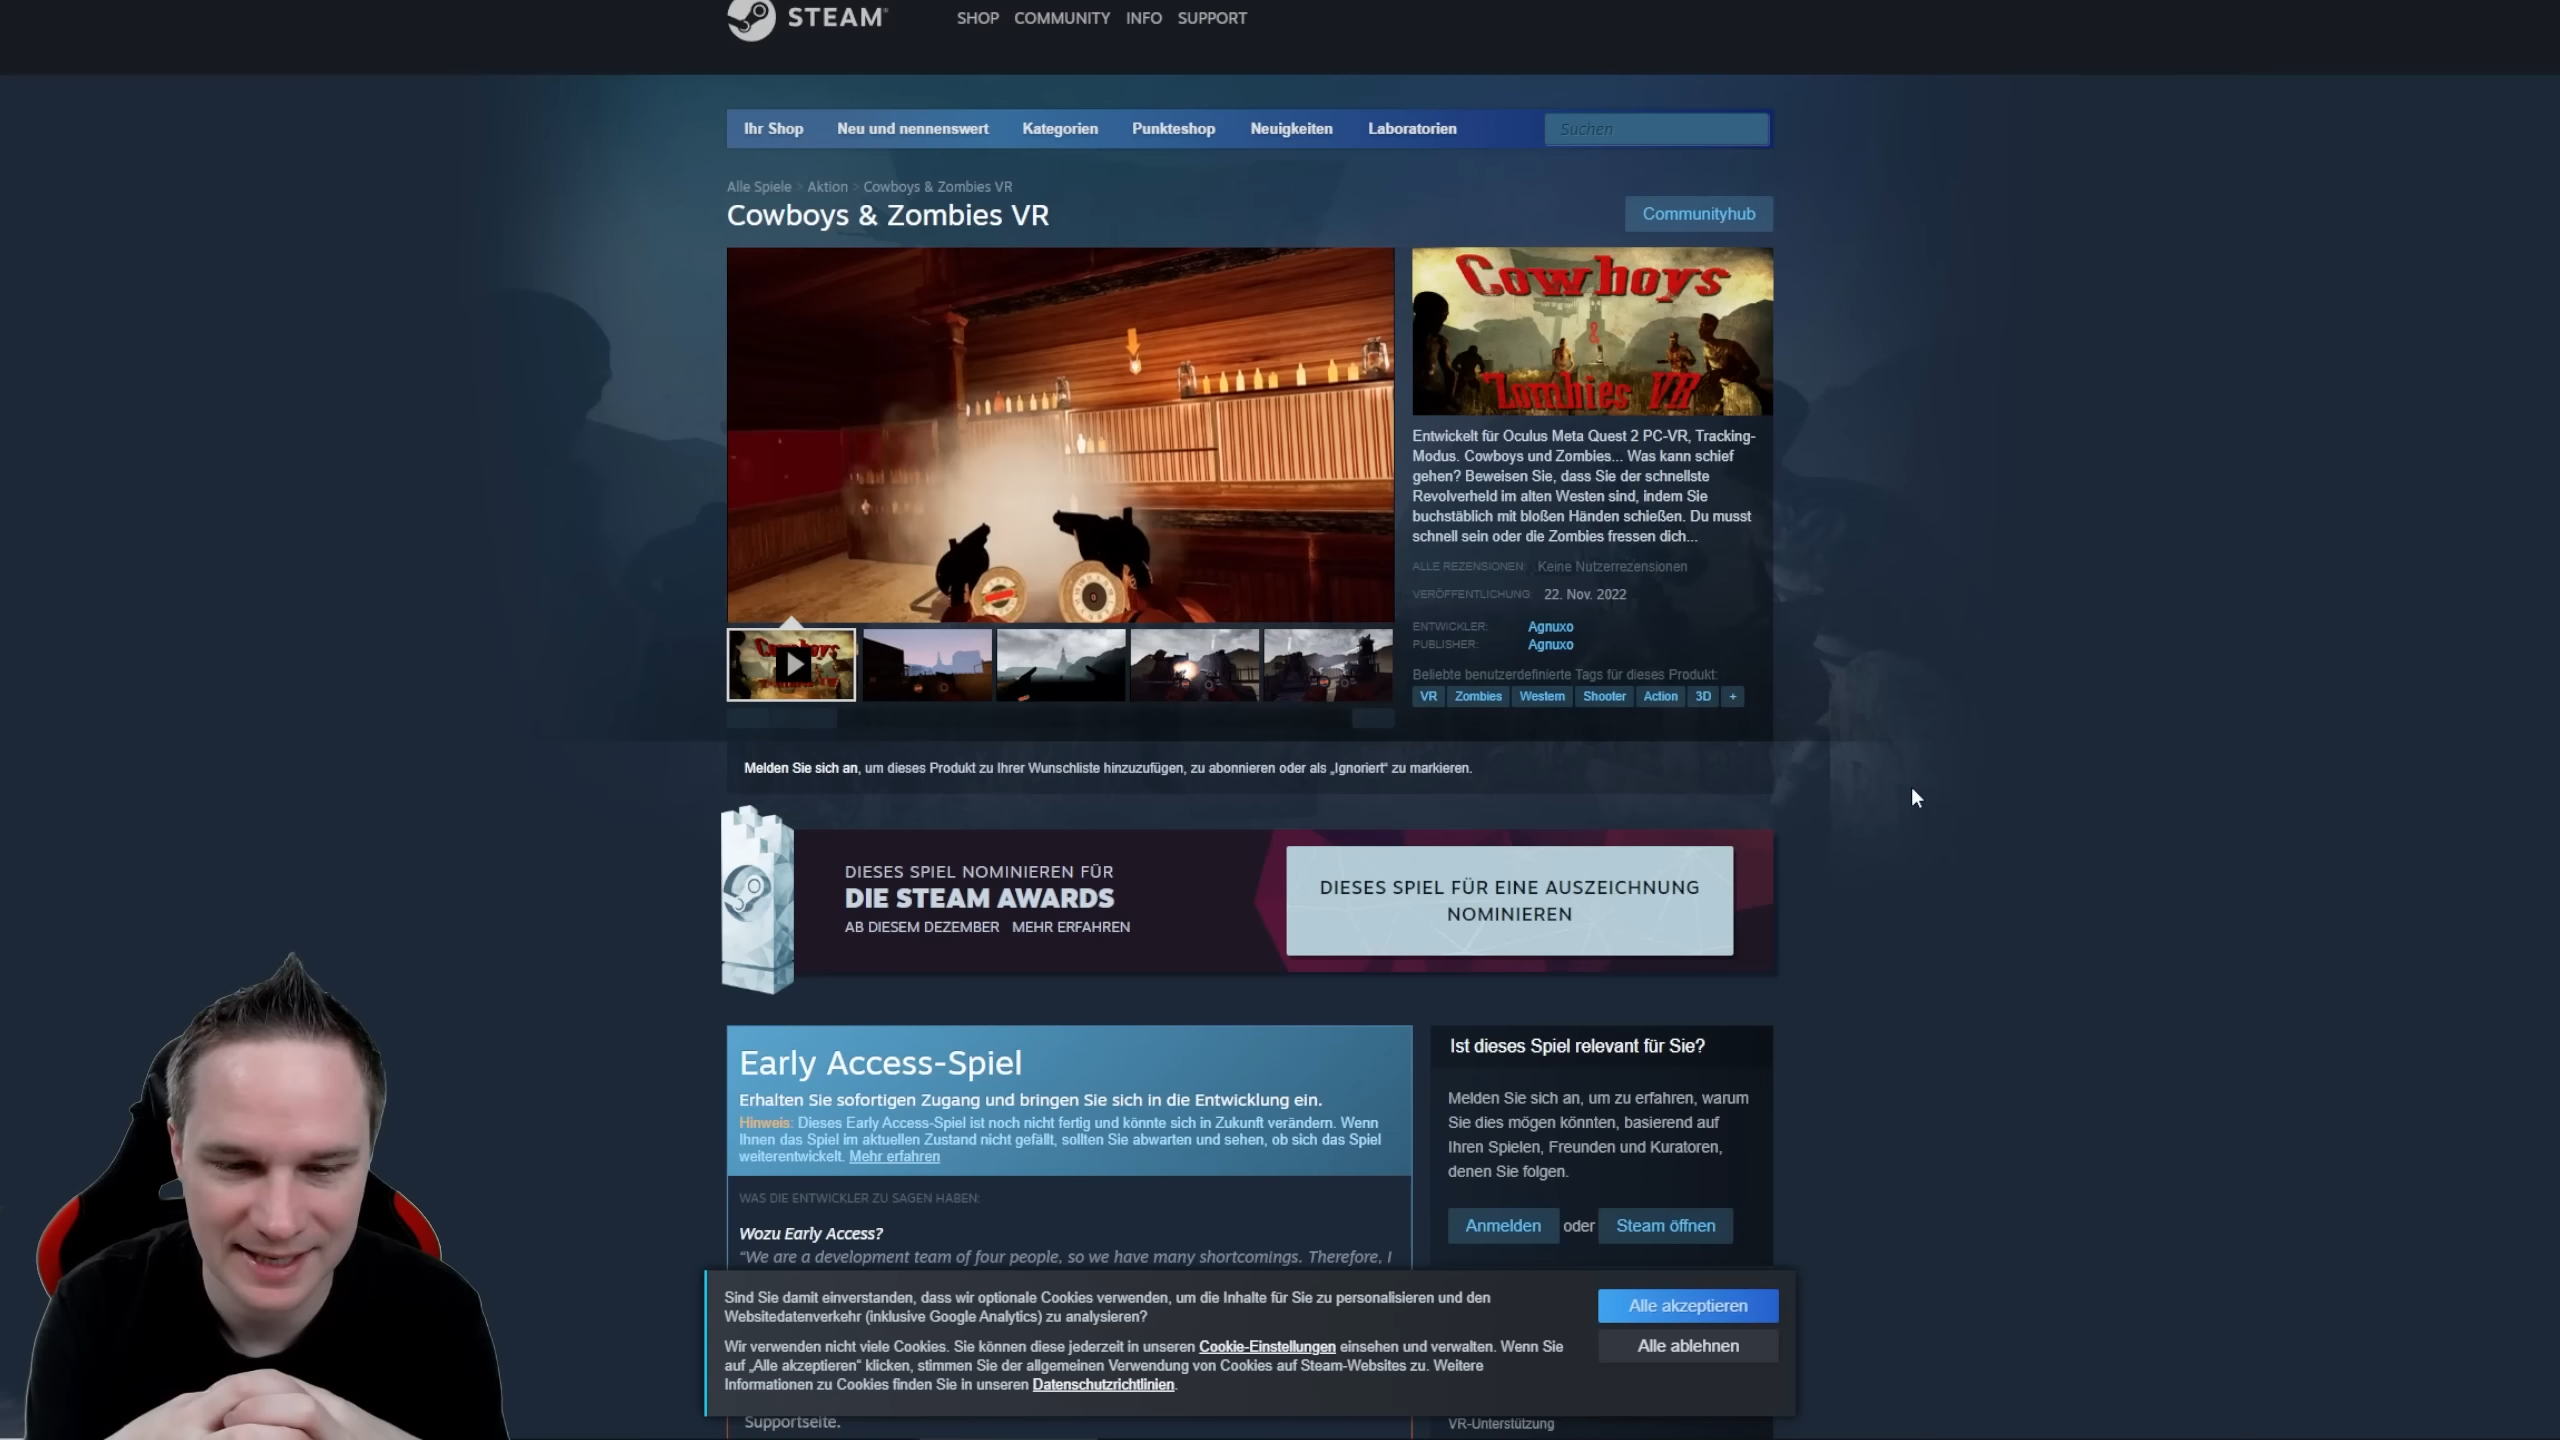 STEAM
SHOP COMMUNITY INFO SUPPORT
Ihr Shop Neu und nennenswert Kategorien Punkteshop Neuigkeiten Laboratorien Suchen
Alle Spiele > Aktion > Cowboys & Zombies VR
Cowboys & Zombies VR
Communityhub
Cowboys
&
Zombies VR
Entwickelt für Oculus Meta Quest 2 PC-VR, Tracking-
Modus. Cowboys und Zombies... Was kann schief
gehen? Beweisen Sie, dass Sie der schnellste
Revolverheld im alten Westen sind, indem Sie
buchstäblich mit bloßen Händen schießen. Du musst
schnell sein oder die Zombies fressen dich...
ALLE REZENSIONEN: Keine Nutzerrezensionen
VERÖFFENTLICHUNG: 22. Nov. 2022
ENTWICKLER: Agnuxo
PUBLISHER: Agnuxo
Beliebte benutzerdefinierte Tags für dieses Produkt:
VR Zombies Western Shooter Action 3D +
Melden Sie sich an, um dieses Produkt zu Ihrer Wunschliste hinzuzufügen, zu abonnieren oder als „Ignoriert“ zu markieren.
DIESES SPIEL NOMINIEREN FÜR
DIE STEAM AWARDS
AB DIESEM DEZEMBER MEHR ERFAHREN
DIESES SPIEL FÜR EINE AUSZEICHNUNG
NOMINIEREN
Early Access-Spiel
Erhalten Sie sofortigen Zugang und bringen Sie sich in die Entwicklung ein.
Hinweis: Dieses Early Access-Spiel ist noch nicht fertig und könnte sich in Zukunft verändern. Wenn
Ihnen das Spiel im aktuellen Zustand nicht gefällt, sollten Sie abwarten und sehen, ob sich das Spiel
weiterentwickelt. Mehr erfahren
WAS DIE ENTWICKLER ZU SAGEN HABEN:
Wozu Early Access?
“We are a development team of four people, so we have many shortcomings. Therefore, I
Ist dieses Spiel relevant für Sie?
Melden Sie sich an, um zu erfahren, warum
Sie dies mögen könnten, basierend auf
Ihren Spielen, Freunden und Kuratoren,
denen Sie folgen.
Anmelden oder Steam öffnen
Sind Sie damit einverstanden, dass wir optionale Cookies verwenden, um die Inhalte für Sie zu personalisieren und den
Websitedatenverkehr (inklusive Google Analytics) zu analysieren?
Wir verwenden nicht viele Cookies. Sie können diese jederzeit in unseren Cookie-Einstellungen einsehen und verwalten. Wenn Sie
auf „Alle akzeptieren“ klicken, stimmen Sie der allgemeinen Verwendung von Cookies auf Steam-Websites zu. Weitere
Informationen zu Cookies finden Sie in unseren Datenschutzrichtlinien.
Alle akzeptieren
Alle ablehnen
Supportseite.
VR-Unterstützung